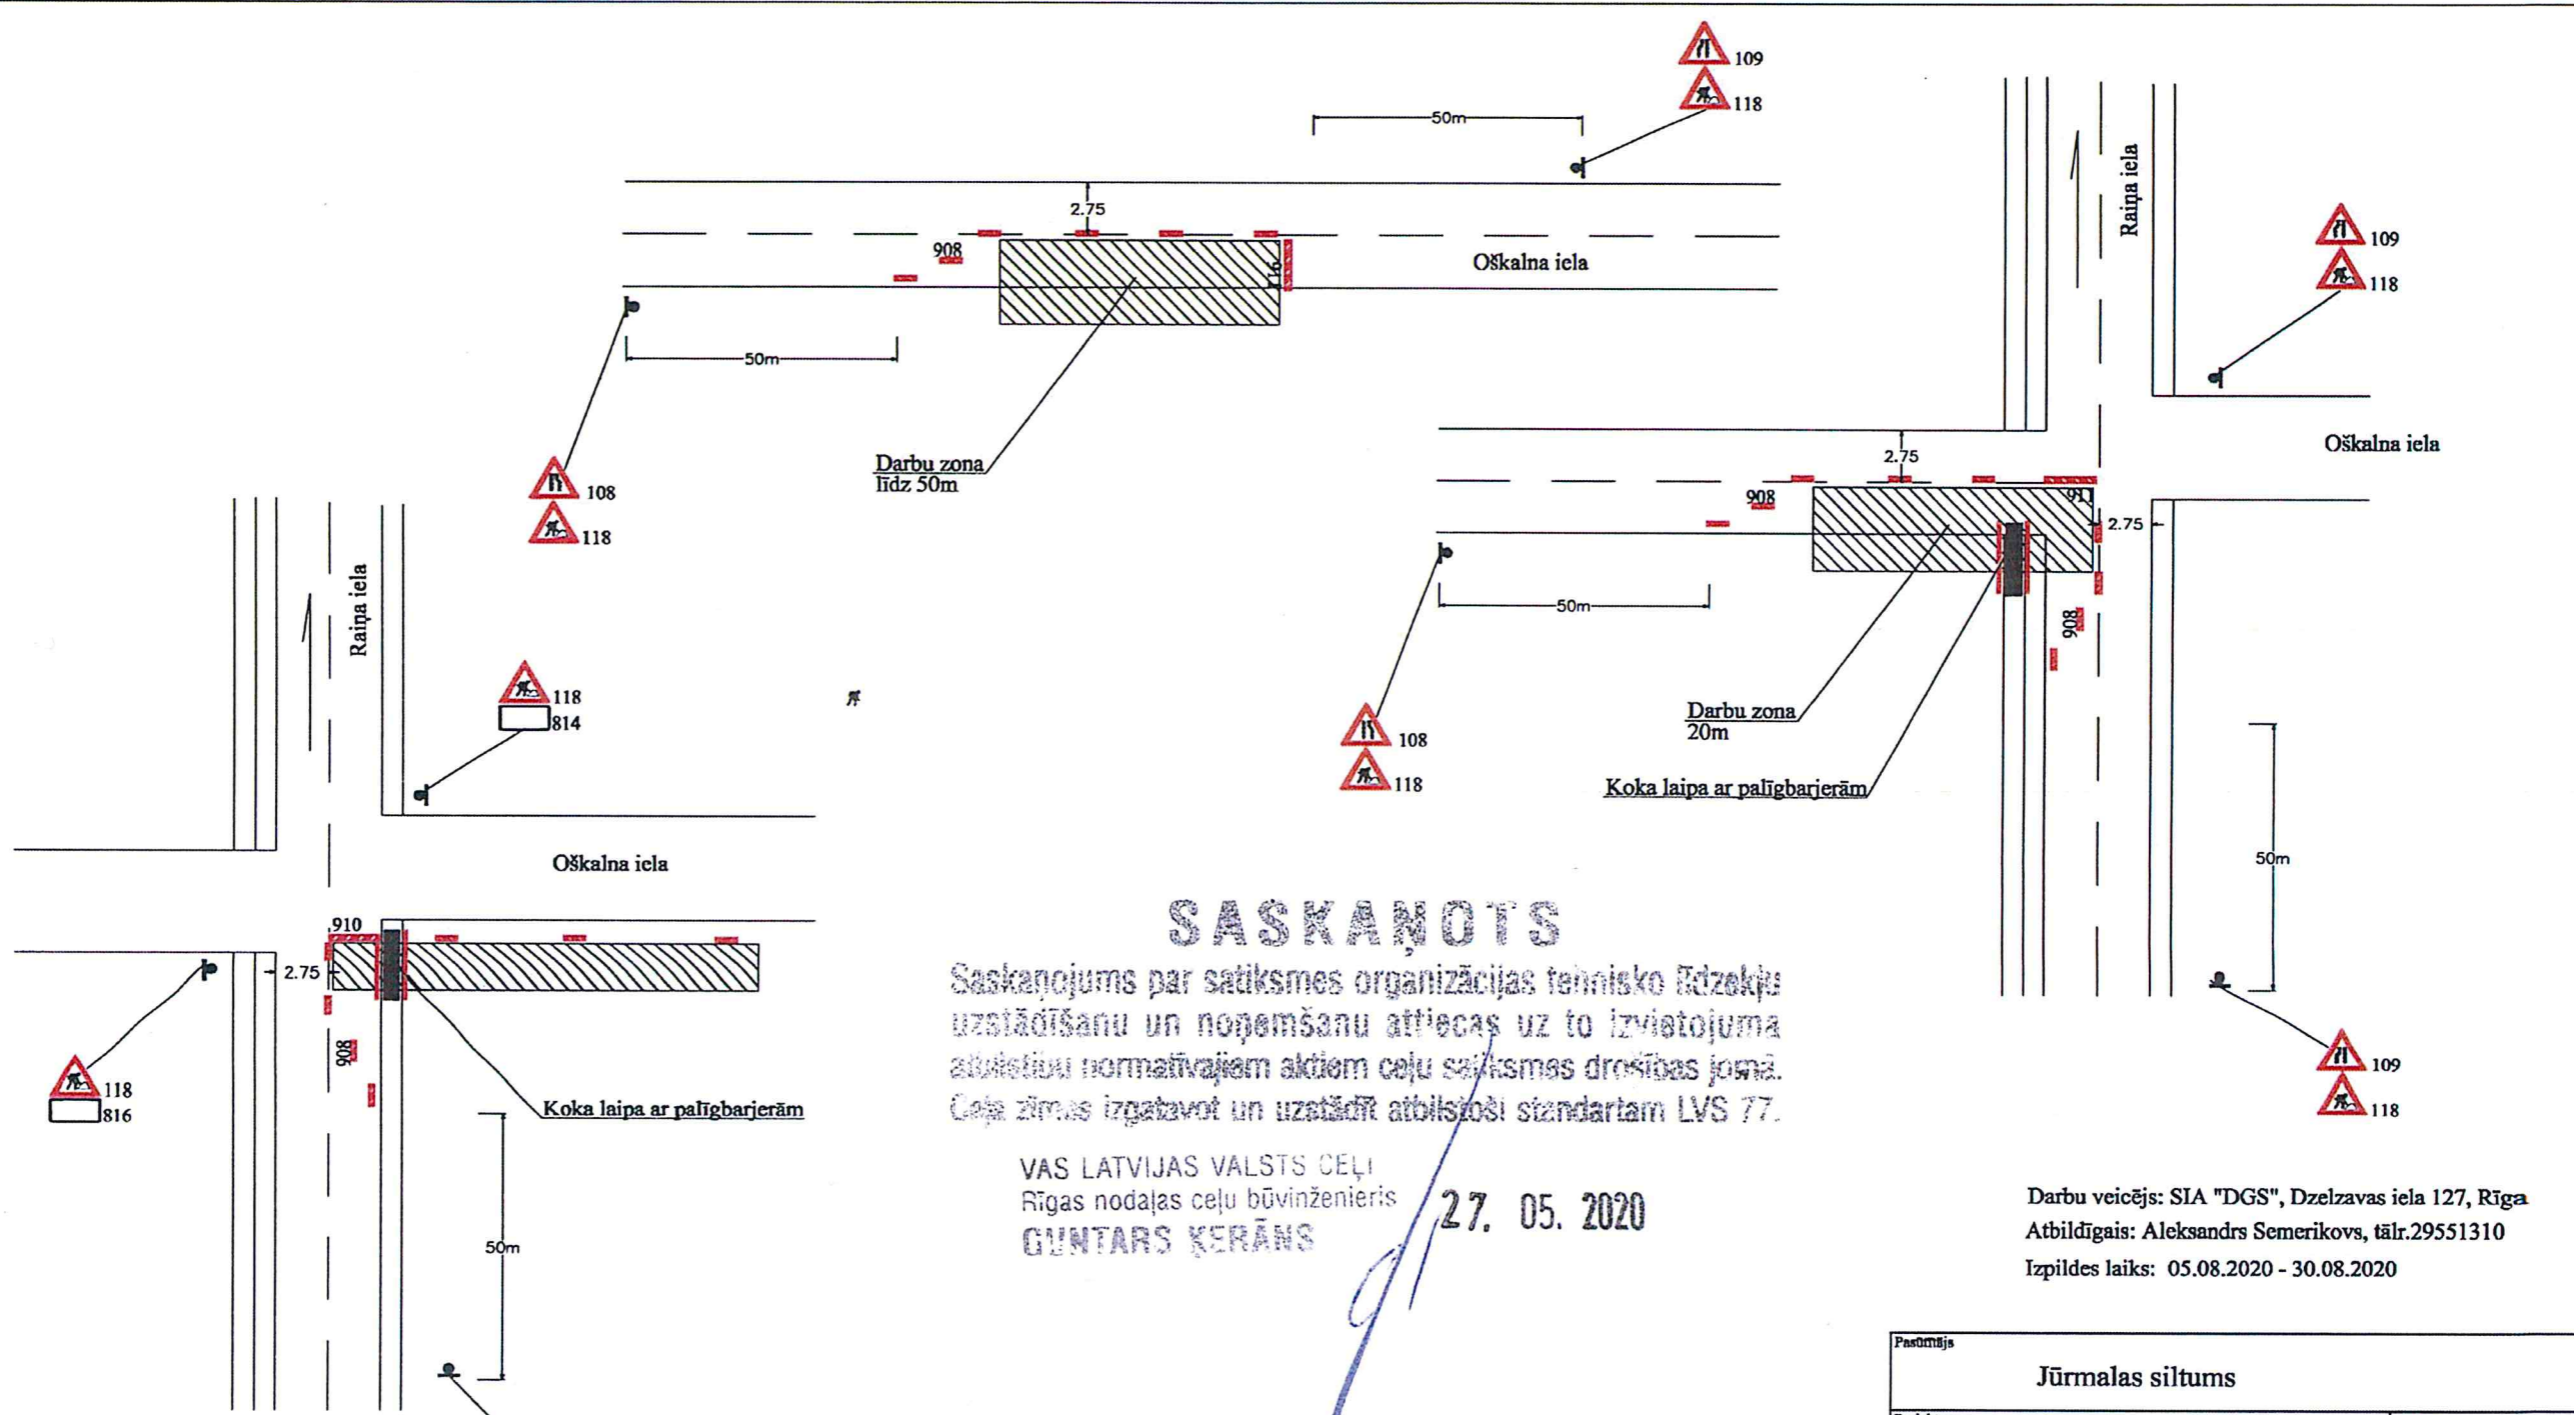 109
118
50m
2.75
908
911
Oškalna iela
50m
Darbu zona
līdz 50m
108
118
Raiņa iela
109
118
Oškalna iela
2.75
908
911
2.75
50m
908
Darbu zona
20m
Koka laipa ar palīgbarjerām
108
118
50m
109
118
Raiņa iela
118
814
Oškalna iela
910
2.75
908
118
816
Koka laipa ar palīgbarjerām
50m
SASKAŅOTS
Saskaņojums par satiksmes organizācijas tehnisko līdzekļu
uzstādīšanu un noņemšanu attiecas uz to izvietojuma
atbilstību normatīvajiem aktiem ceļu satiksmes drošības jomā.
Ceļa zīmes izgatavot un uzstādīt atbilstoši standartam LVS 77.
VAS LATVIJAS VALSTS CEĻI
Rīgas nodaļas ceļu būvinženieris
GUNTARS ĶERĀNS
27. 05. 2020
Darbu veicējs: SIA "DGS", Dzelzavas iela 127, Rīga
Atbildīgais: Aleksandrs Semerikovs, tālr.29551310
Izpildes laiks: 05.08.2020 - 30.08.2020
Pasūtītājs
Jūrmalas siltums